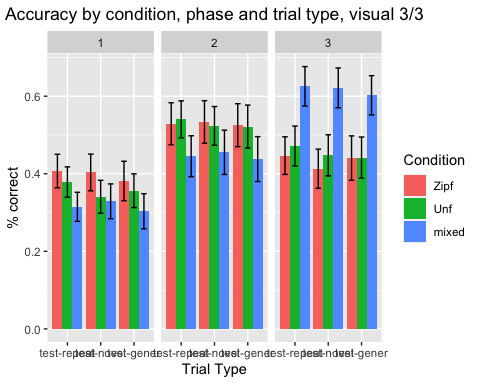 Accuracy by condition, phase and trial type, visual 3/3
1 2 3
% correct
0.6
0.4
0.2
0.0
Condition
Zipf
Unf
mixed
Trial Type